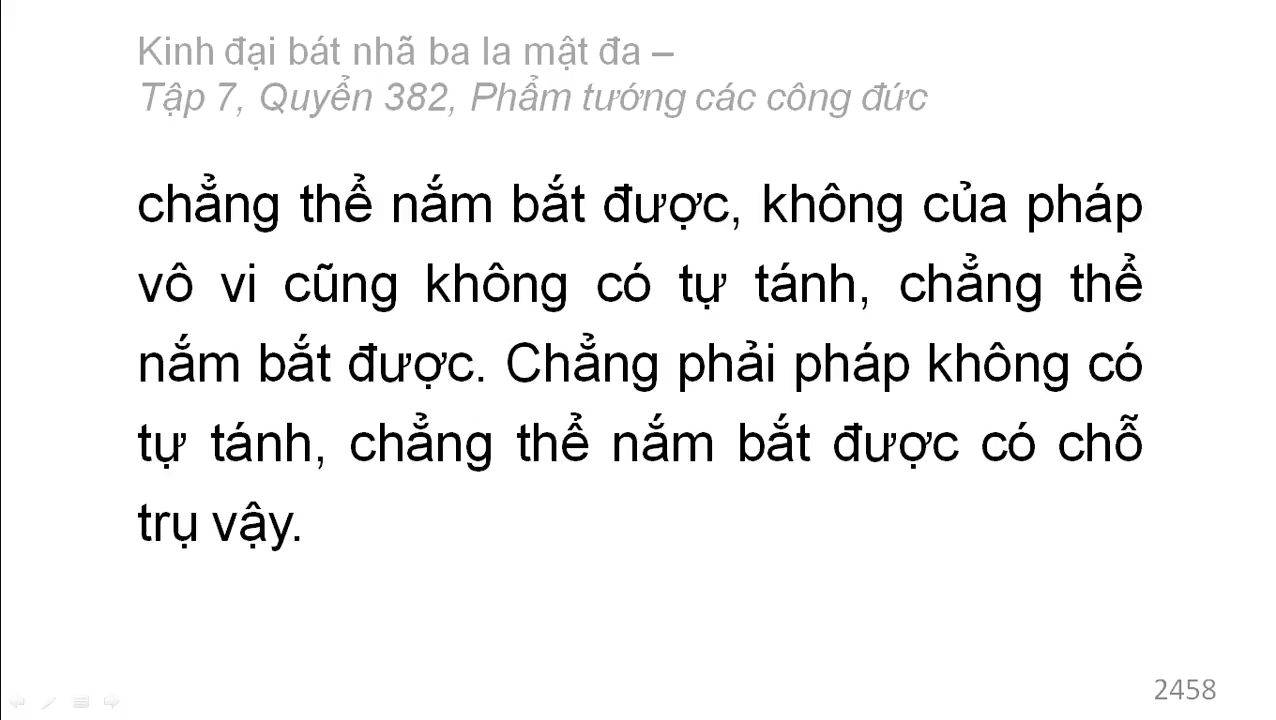 Kinh đại bát nhã ba la mật đa –
Tập 7, Quyển 382, Phẩm tướng các công đức
chẳng thể nắm bắt được, không của pháp
vô vi cũng không có tự tánh, chẳng thể
nắm bắt được. Chẳng phải pháp không có
tự tánh, chẳng thể nắm bắt được có chỗ
trụ vậy.
2458